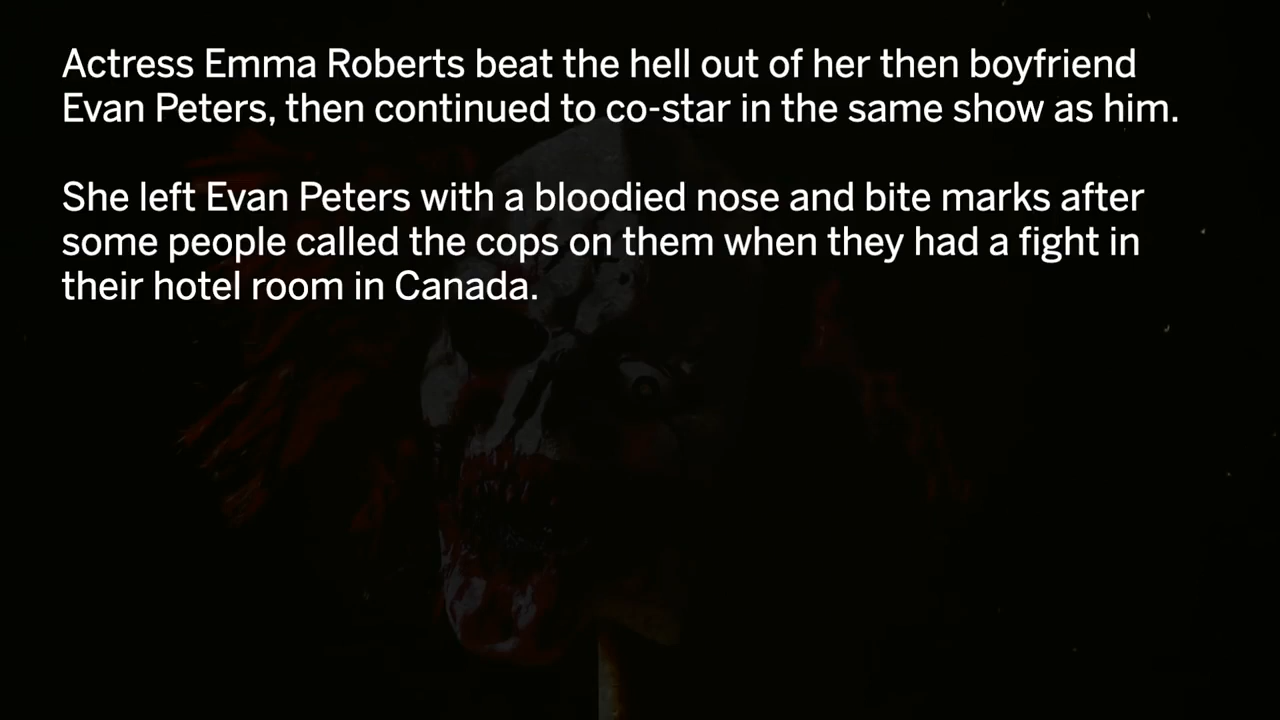 Actress Emma Roberts beat the hell out of her then boyfriend
Evan Peters, then continued to co-star in the same show as him.
She left Evan Peters with a bloodied nose and bite marks after
some people called the cops on them when they had a fight in
their hotel room in Canada.